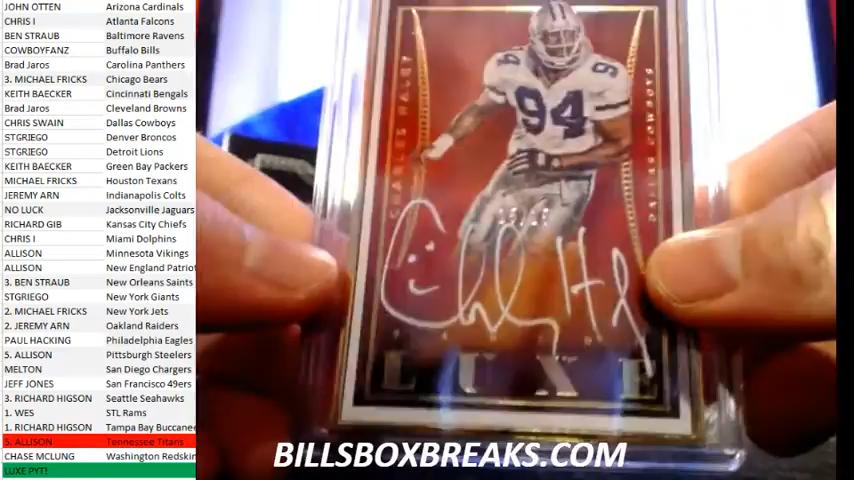 JOHN OTTEN Arizona Cardinals
CHRIS I Atlanta Falcons
BEN STRAUB Baltimore Ravens
COWBOYFANZ Buffalo Bills
Brad Jaros Carolina Panthers
3. MICHAEL FRICKS Chicago Bears
KEITH BAECKER Cincinnati Bengals
Brad Jaros Cleveland Browns
CHRIS SWAIN Dallas Cowboys
STGRIEGO Denver Broncos
STGRIEGO Detroit Lions
KEITH BAECKER Green Bay Packers
MICHAEL FRICKS Houston Texans
JEREMY ARN Indianapolis Colts
NO LUCK Jacksonville Jaguars
RICHARD GIB Kansas City Chiefs
CHRIS I Miami Dolphins
ALLISON Minnesota Vikings
ALLISON New England Patriot
3. BEN STRAUB New Orleans Saints
STGRIEGO New York Giants
2. MICHAEL FRICKS New York Jets
2. JEREMY ARN Oakland Raiders
PAUL HACKING Philadelphia Eagles
5. ALLISON Pittsburgh Steelers
MELTON San Diego Chargers
JEFF JONES San Francisco 49ers
3. RICHARD HIGSON Seattle Seahawks
1. WES STL Rams
1. RICHARD HIGSON Tampa Bay Buccanee
5. ALLISON Tennessee Titans
CHASE MCLUNG Washington Redskin
LUXE PYT!
CHARLES HALEY
94
94
DALLAS COWBOYS
LUXE
BILLSBOXBREAKS.COM